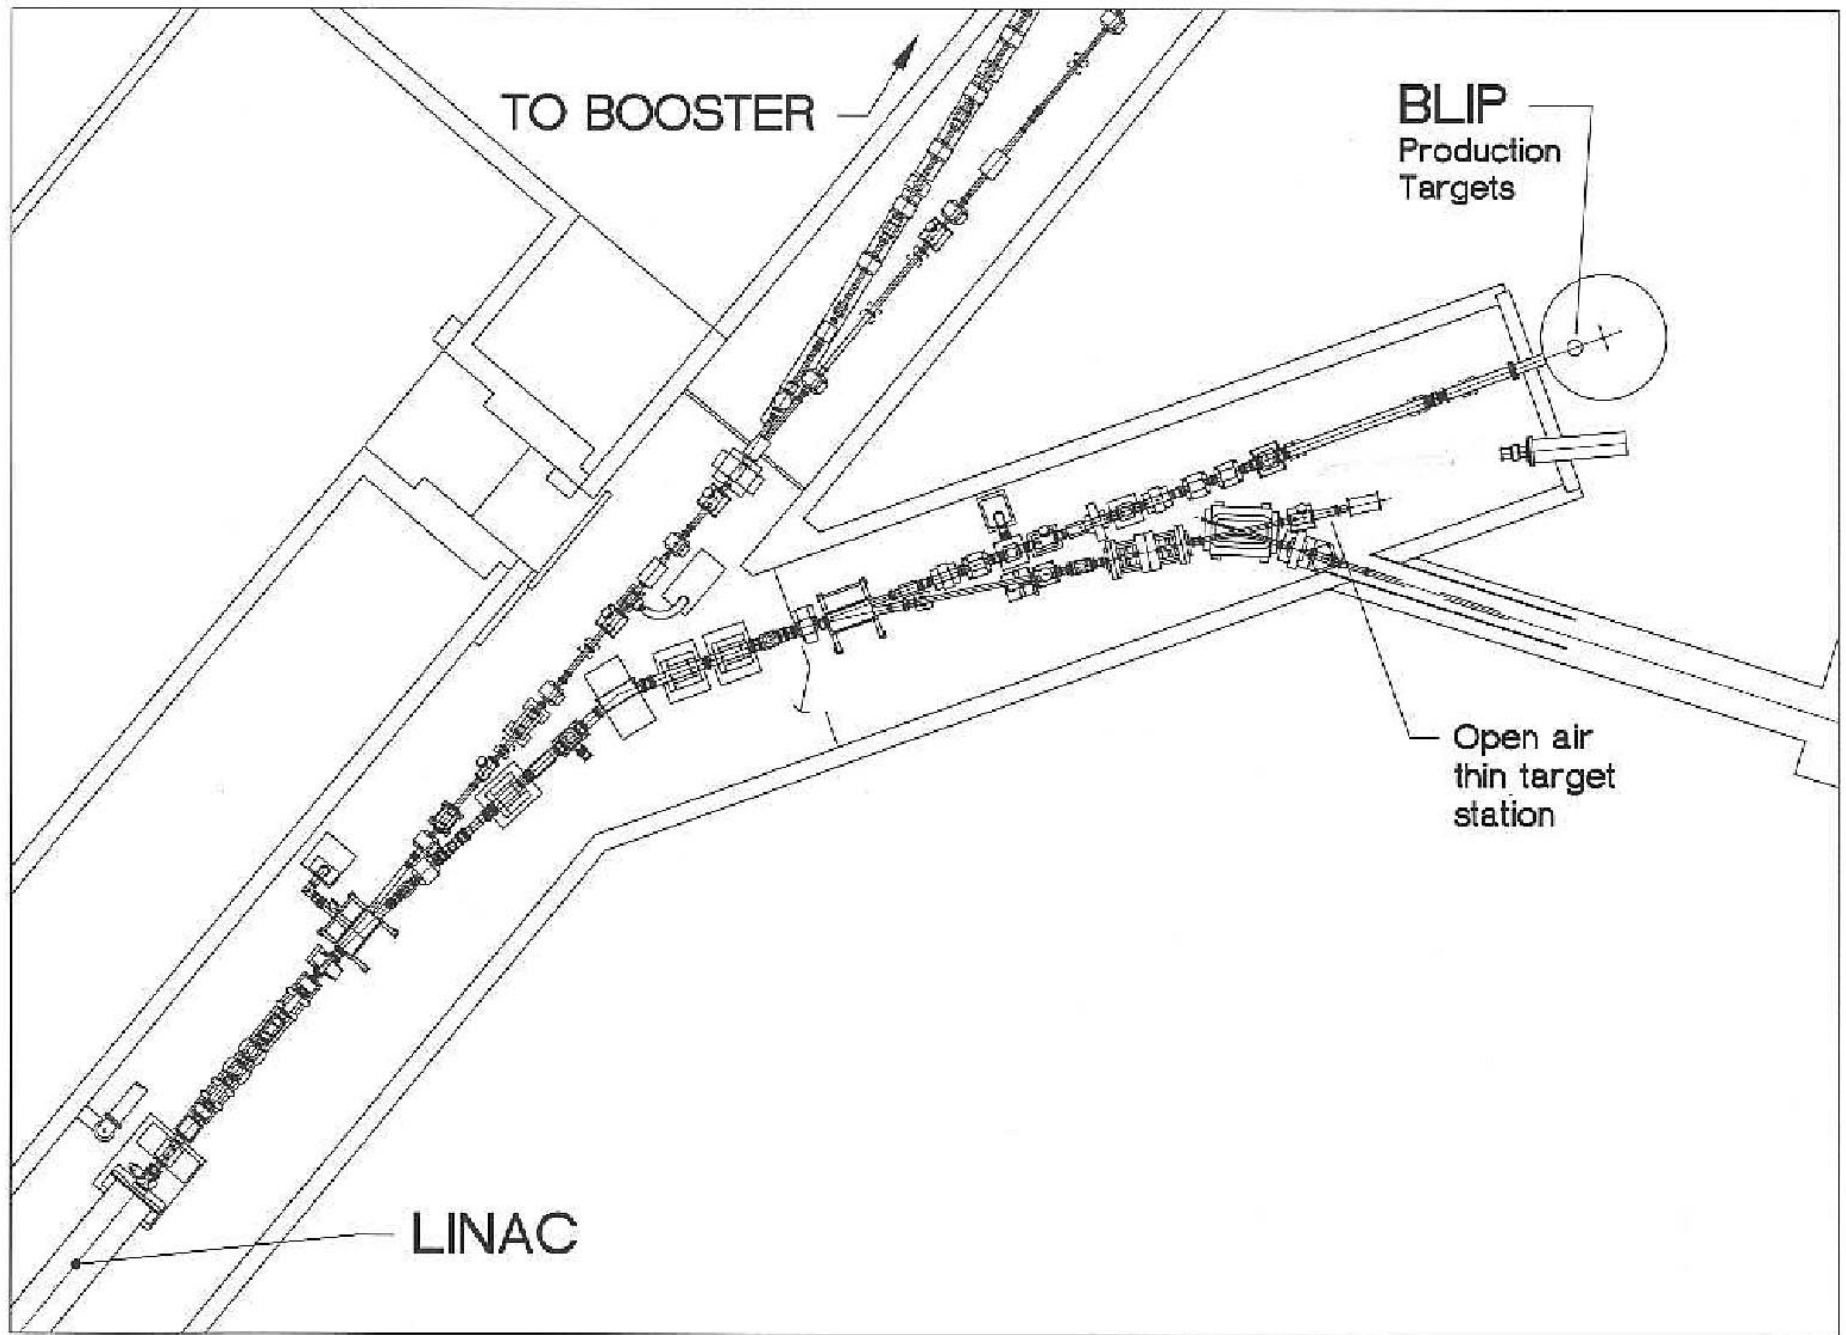 TO BOOSTER
BLIP
Production
Targets
Open air
thin target
station
LINAC